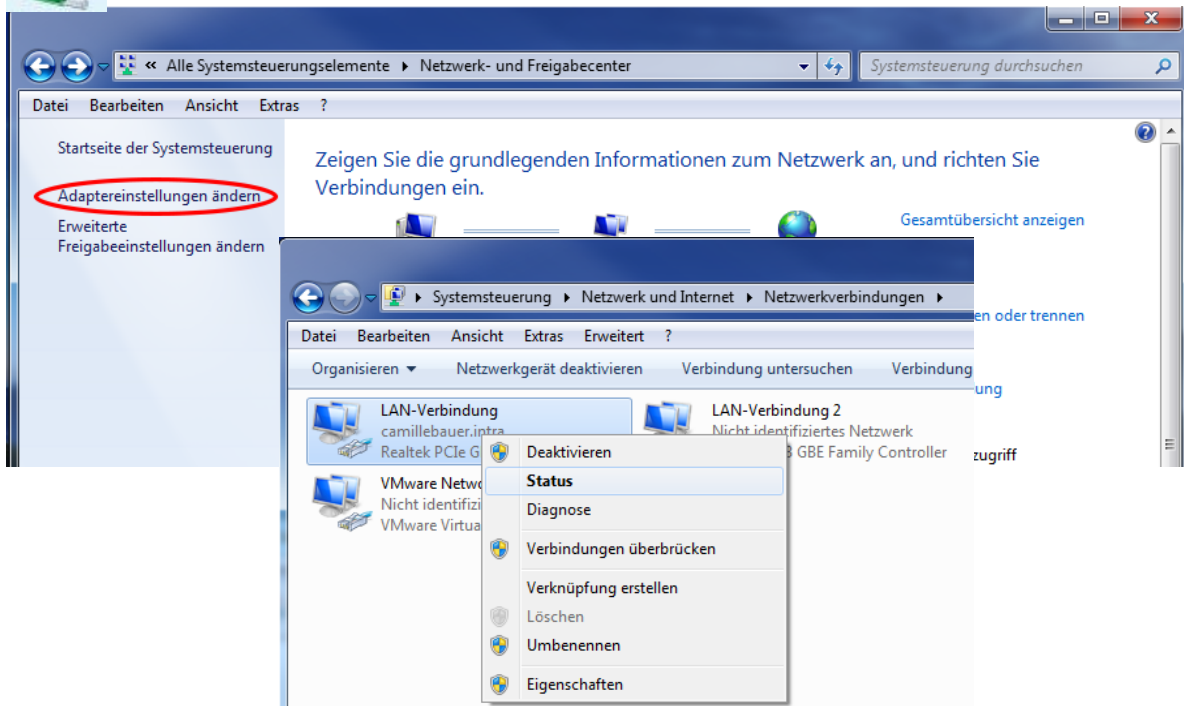 « Alle Systemsteuerungselemente ▸ Netzwerk- und Freigabecenter
Systemsteuerung durchsuchen
Datei Bearbeiten Ansicht Extras ?
Startseite der Systemsteuerung
Adaptereinstellungen ändern
Erweiterte
Freigabeeinstellungen ändern
Zeigen Sie die grundlegenden Informationen zum Netzwerk an, und richten Sie
Verbindungen ein.
Gesamtübersicht anzeigen
en oder trennen
ung
zugriff
▸ Systemsteuerung ▸ Netzwerk und Internet ▸ Netzwerkverbindungen ▸
Datei Bearbeiten Ansicht Extras Erweitert ?
Organisieren Netzwerkgerät deaktivieren Verbindung untersuchen Verbindung
LAN-Verbindung
camillebauer.intra
Realtek PCIe G
LAN-Verbindung 2
Nicht identifiziertes Netzwerk
GBE Family Controller
VMware Netwo
Nicht identifizi
VMware Virtua
Deaktivieren
Status
Diagnose
Verbindungen überbrücken
Verknüpfung erstellen
Löschen
Umbenennen
Eigenschaften